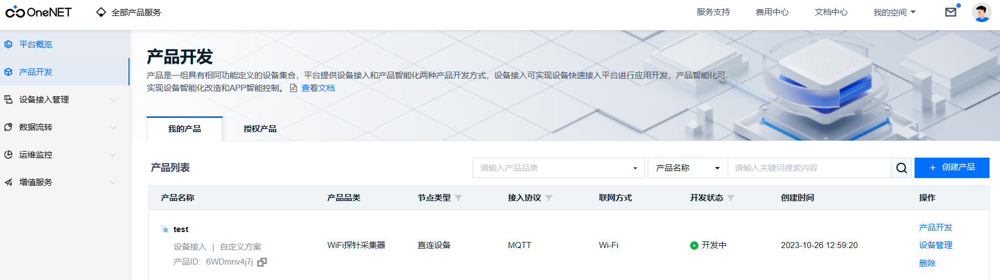 OneNET 全部产品服务 服务支持 费用中心 文档中心 我的空间
平台概览
产品开发
设备接入管理
数据流转
运维监控
增值服务
产品开发
产品是一组具有相同功能定义的设备集合，平台提供设备接入和产品智能化两种产品开发方式，设备接入可实现设备快速接入平台进行应用开发，产品智能化可
实现设备智能化改造和APP智能控制。 查看文档
我的产品 授权产品
产品列表 请输入产品品类 产品名称 请输入关键词搜索内容 + 创建产品
产品名称 产品品类 节点类型 接入协议 联网方式 开发状态 创建时间 操作
test
设备接入 | 自定义方案
产品ID: 6WDmnv4j7j
WiFi探针采集器 直连设备 MQTT Wi-Fi 开发中 2023-10-26 12:59:20
产品开发
设备管理
删除